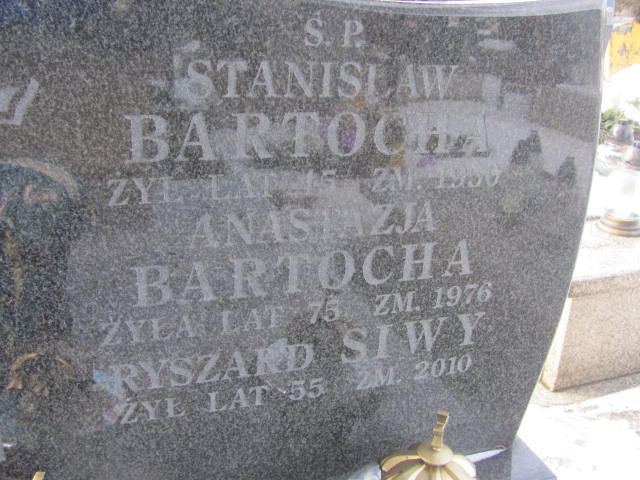 Ś.P.
STANISŁAW
BARTOCHA
ŻYŁ LAT 45 ZM. 1950
ANASTAZJA
BARTOCHA
ŻYŁA LAT 75 ZM. 1976
RYSZARD SIWY
ŻYŁ LAT 55 ZM. 2010